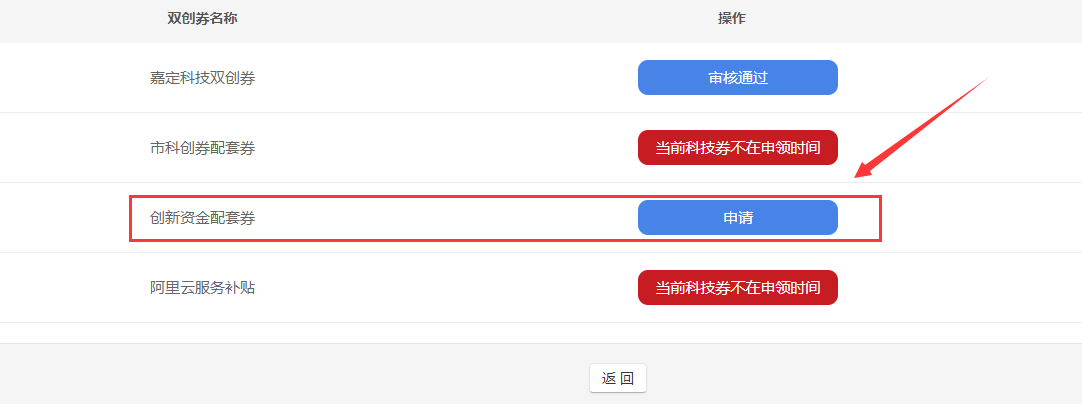 双创券名称 操作
嘉定科技双创券 审核通过
市科创券配套券 当前科技券不在申领时间
创新资金配套券 申请
阿里云服务补贴 当前科技券不在申领时间
返 回